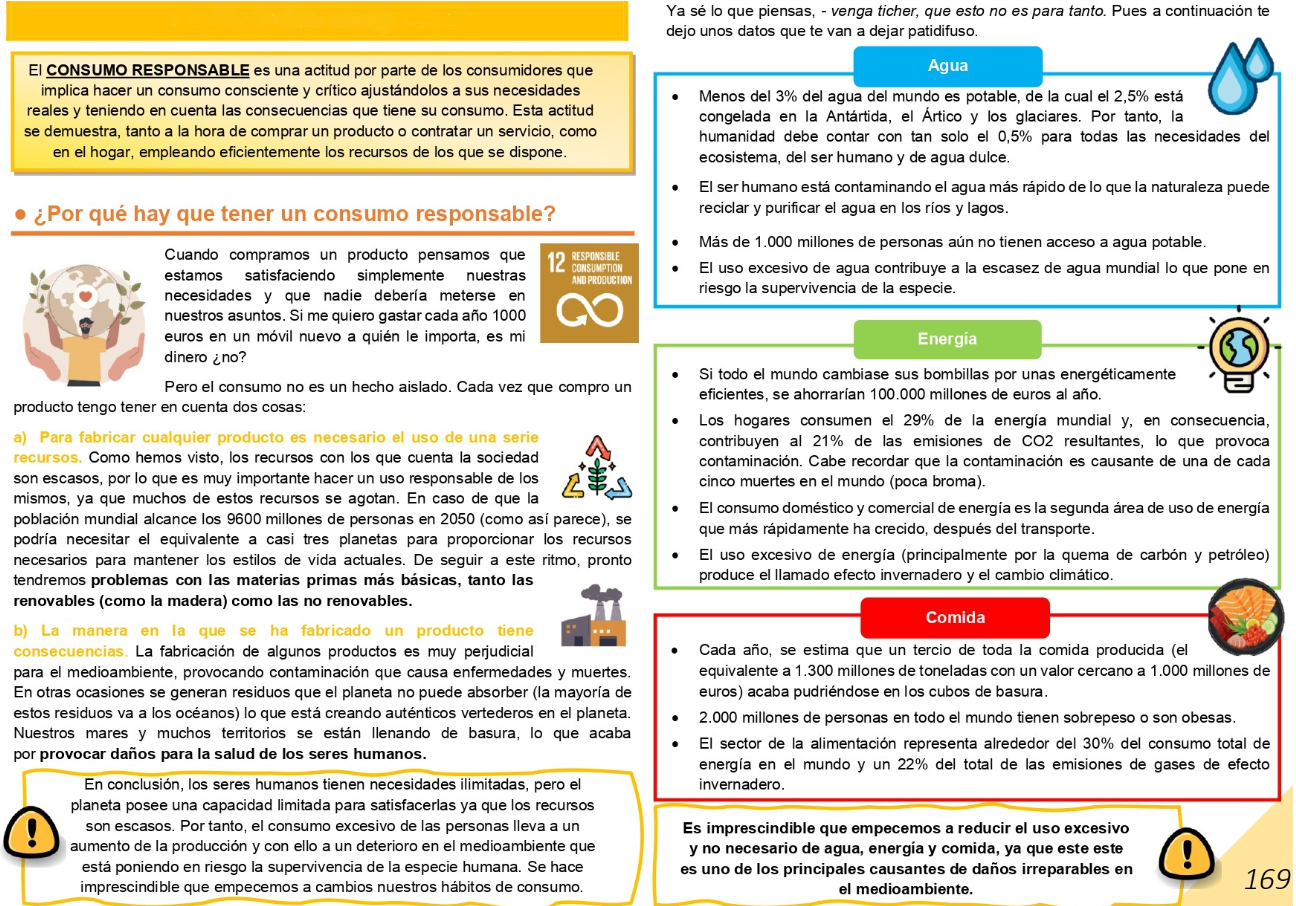 El CONSUMO RESPONSABLE es una actitud por parte de los consumidores que
implica hacer un consumo consciente y crítico ajustándolos a sus necesidades
reales y teniendo en cuenta las consecuencias que tiene su consumo. Esta actitud
se demuestra, tanto a la hora de comprar un producto o contratar un servicio, como
en el hogar, empleando eficientemente los recursos de los que se dispone.
● ¿Por qué hay que tener un consumo responsable?
Cuando compramos un producto pensamos que
estamos satisfaciendo simplemente nuestras
necesidades y que nadie debería meterse en
nuestros asuntos. Si me quiero gastar cada año 1000
euros en un móvil nuevo a quién le importa, es mi
dinero ¿no?
12 RESPONSIBLE
CONSUMPTION
AND PRODUCTION
Pero el consumo no es un hecho aislado. Cada vez que compro un
producto tengo tener en cuenta dos cosas:
a) Para fabricar cualquier producto es necesario el uso de una serie
recursos. Como hemos visto, los recursos con los que cuenta la sociedad
son escasos, por lo que es muy importante hacer un uso responsable de los
mismos, ya que muchos de estos recursos se agotan. En caso de que la
población mundial alcance los 9600 millones de personas en 2050 (como así parece), se
podría necesitar el equivalente a casi tres planetas para proporcionar los recursos
necesarios para mantener los estilos de vida actuales. De seguir a este ritmo, pronto
tendremos problemas con las materias primas más básicas, tanto las
renovables (como la madera) como las no renovables.
b) La manera en la que se ha fabricado un producto tiene
consecuencias. La fabricación de algunos productos es muy perjudicial
para el medioambiente, provocando contaminación que causa enfermedades y muertes.
En otras ocasiones se generan residuos que el planeta no puede absorber (la mayoría de
estos residuos va a los océanos) lo que está creando auténticos vertederos en el planeta.
Nuestros mares y muchos territorios se están llenando de basura, lo que acaba
por provocar daños para la salud de los seres humanos.
En conclusión, los seres humanos tienen necesidades ilimitadas, pero el
planeta posee una capacidad limitada para satisfacerlas ya que los recursos
son escasos. Por tanto, el consumo excesivo de las personas lleva a un
aumento de la producción y con ello a un deterioro en el medioambiente que
está poniendo en riesgo la supervivencia de la especie humana. Se hace
imprescindible que empecemos a cambios nuestros hábitos de consumo.
Ya sé lo que piensas, - venga ticher, que esto no es para tanto. Pues a continuación te
dejo unos datos que te van a dejar patidifuso.
Agua
• Menos del 3% del agua del mundo es potable, de la cual el 2,5% está
congelada en la Antártida, el Ártico y los glaciares. Por tanto, la
humanidad debe contar con tan solo el 0,5% para todas las necesidades del
ecosistema, del ser humano y de agua dulce.
• El ser humano está contaminando el agua más rápido de lo que la naturaleza puede
reciclar y purificar el agua en los ríos y lagos.
• Más de 1.000 millones de personas aún no tienen acceso a agua potable.
• El uso excesivo de agua contribuye a la escasez de agua mundial lo que pone en
riesgo la supervivencia de la especie.
Energía
• Si todo el mundo cambiase sus bombillas por unas energéticamente
eficientes, se ahorrarían 100.000 millones de euros al año.
• Los hogares consumen el 29% de la energía mundial y, en consecuencia,
contribuyen al 21% de las emisiones de CO2 resultantes, lo que provoca
contaminación. Cabe recordar que la contaminación es causante de una de cada
cinco muertes en el mundo (poca broma).
• El consumo doméstico y comercial de energía es la segunda área de uso de energía
que más rápidamente ha crecido, después del transporte.
• El uso excesivo de energía (principalmente por la quema de carbón y petróleo)
produce el llamado efecto invernadero y el cambio climático.
Comida
• Cada año, se estima que un tercio de toda la comida producida (el
equivalente a 1.300 millones de toneladas con un valor cercano a 1.000 millones de
euros) acaba pudriéndose en los cubos de basura.
• 2.000 millones de personas en todo el mundo tienen sobrepeso o son obesas.
• El sector de la alimentación representa alrededor del 30% del consumo total de
energía en el mundo y un 22% del total de las emisiones de gases de efecto
invernadero.
Es imprescindible que empecemos a reducir el uso excesivo
y no necesario de agua, energía y comida, ya que este este
es uno de los principales causantes de daños irreparables en
el medioambiente.
169